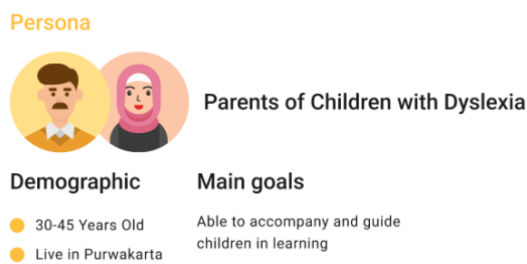 Persona
Parents of Children with Dyslexia
Demographic
Main goals
30-45 Years Old
Live in Purwakarta
Able to accompany and guide
children in learning